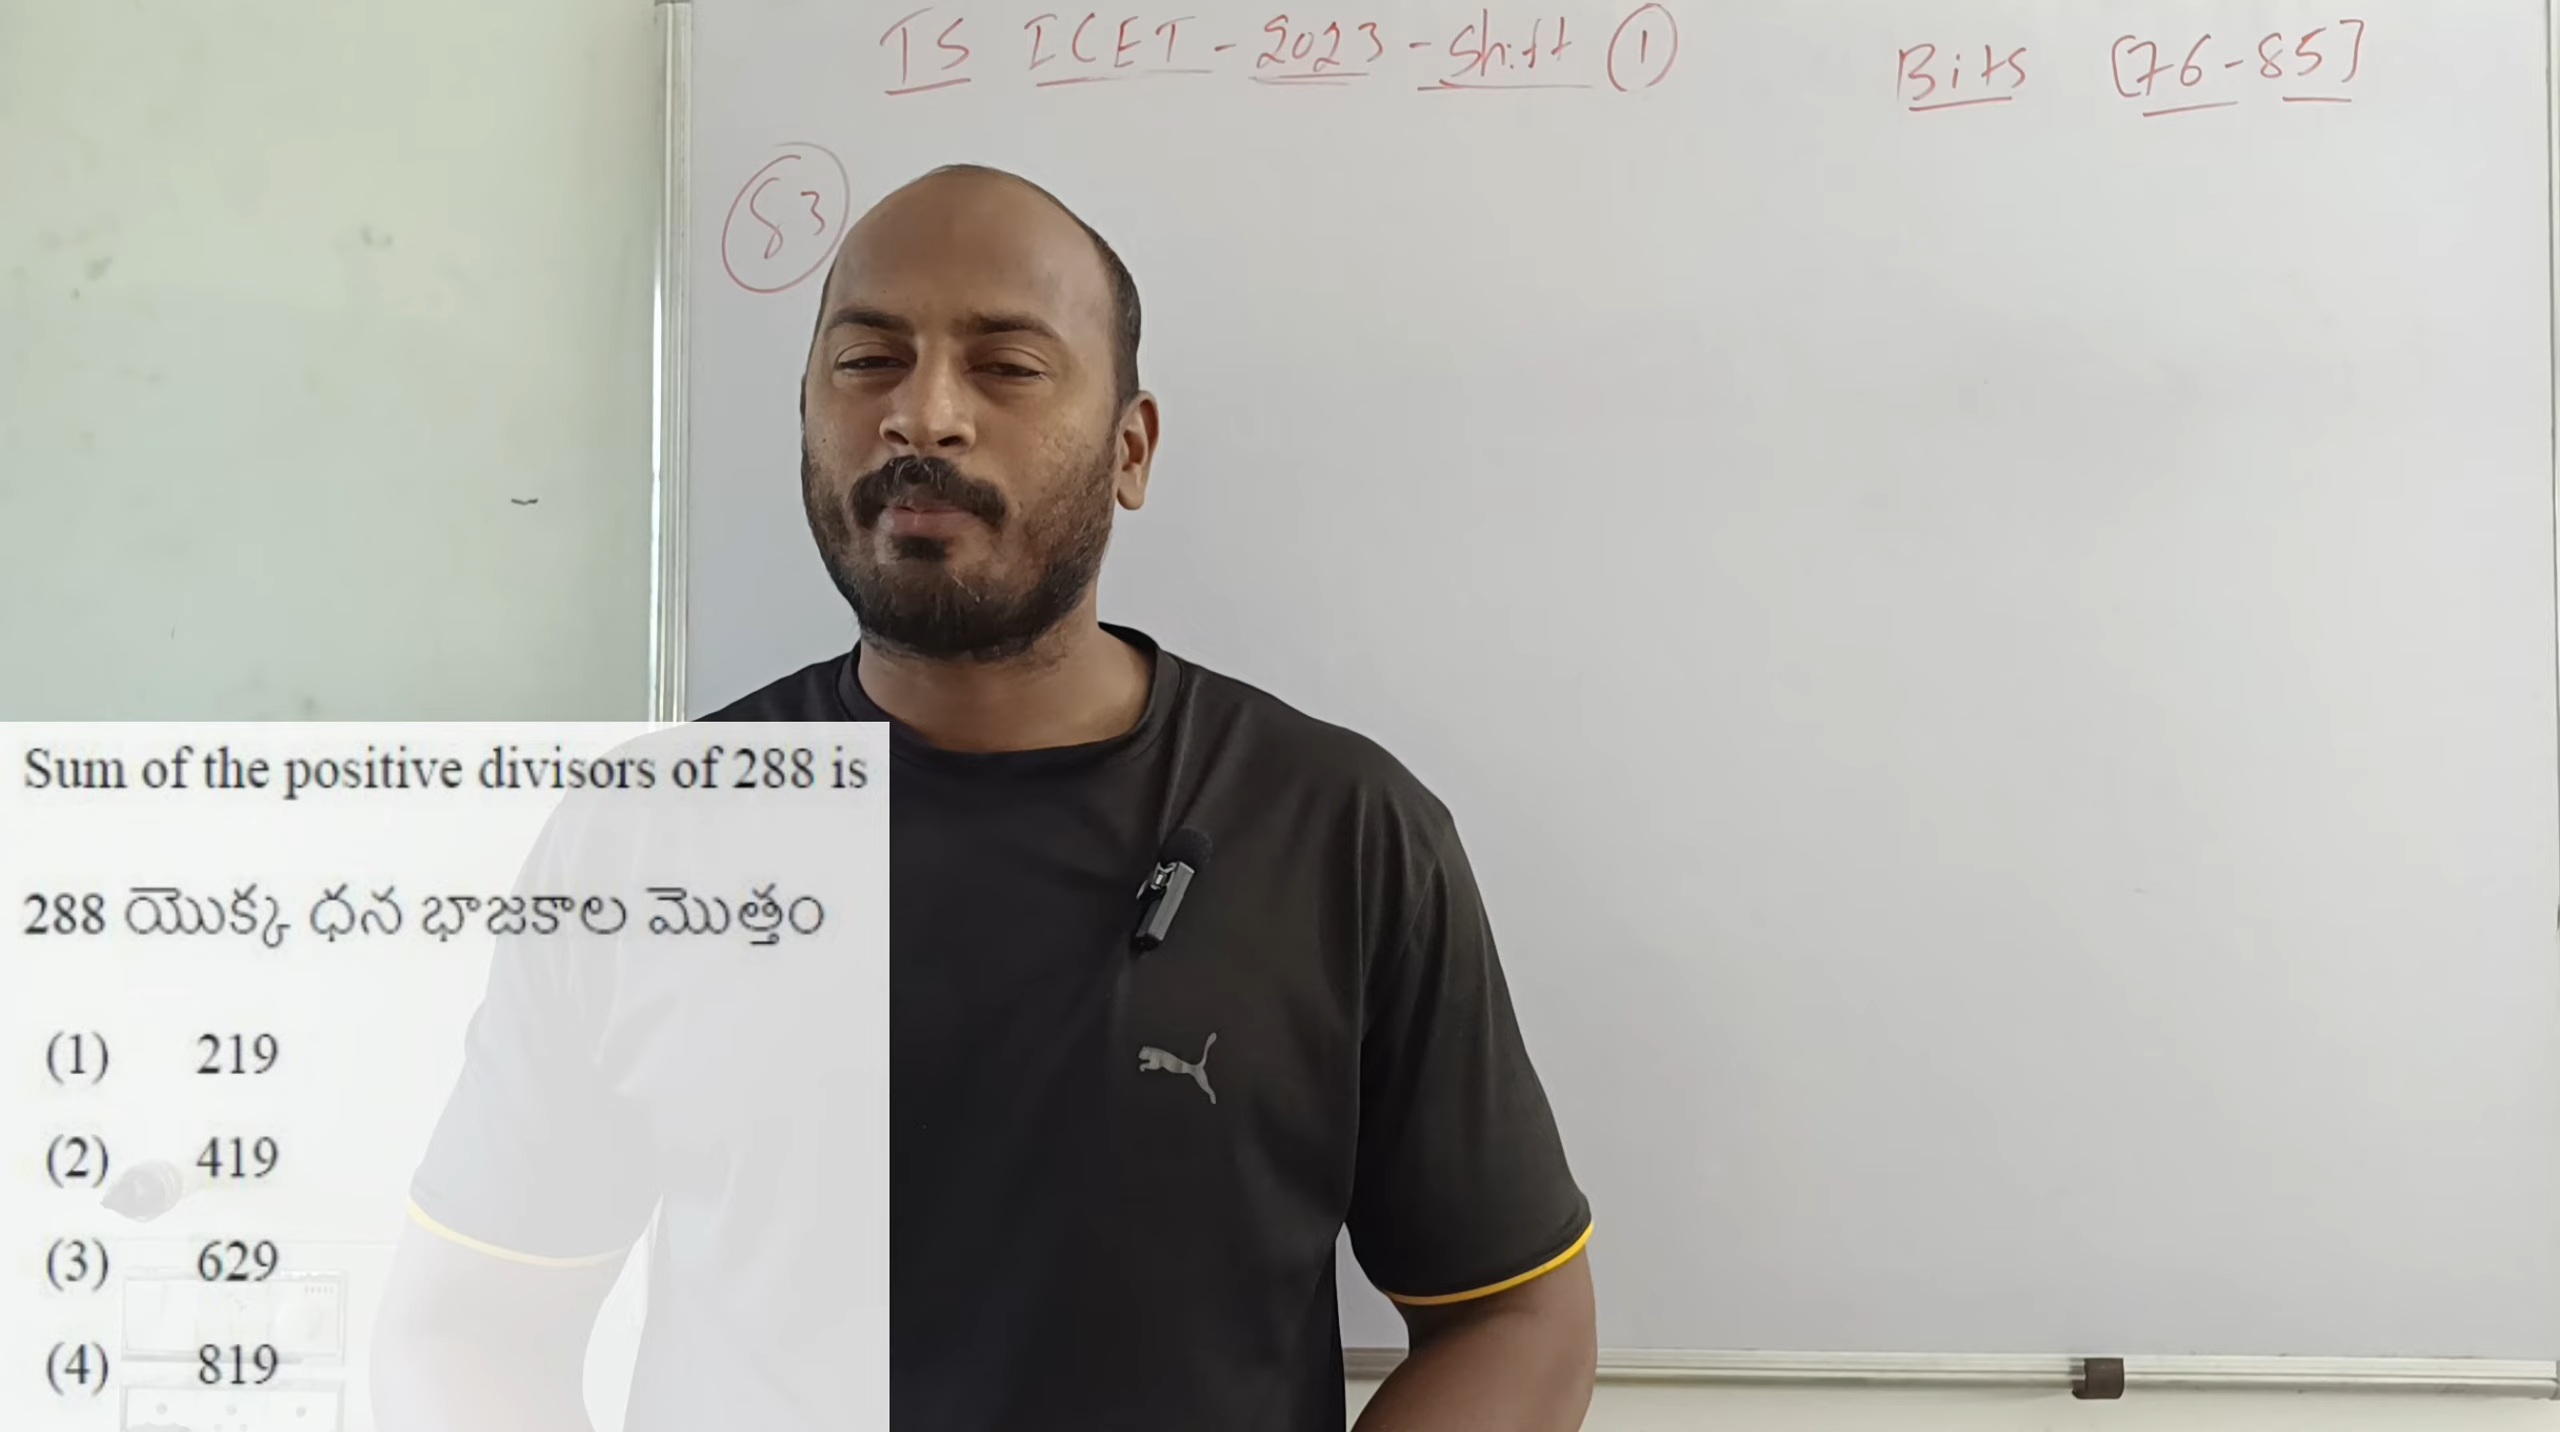 TS ICET - 2023 - Shift 1 Bits [76-85]
83
Sum of the positive divisors of 288 is
288 యొక్క ధన భాజకాల మొత్తం
(1) 219
(2) 419
(3) 629
(4) 819